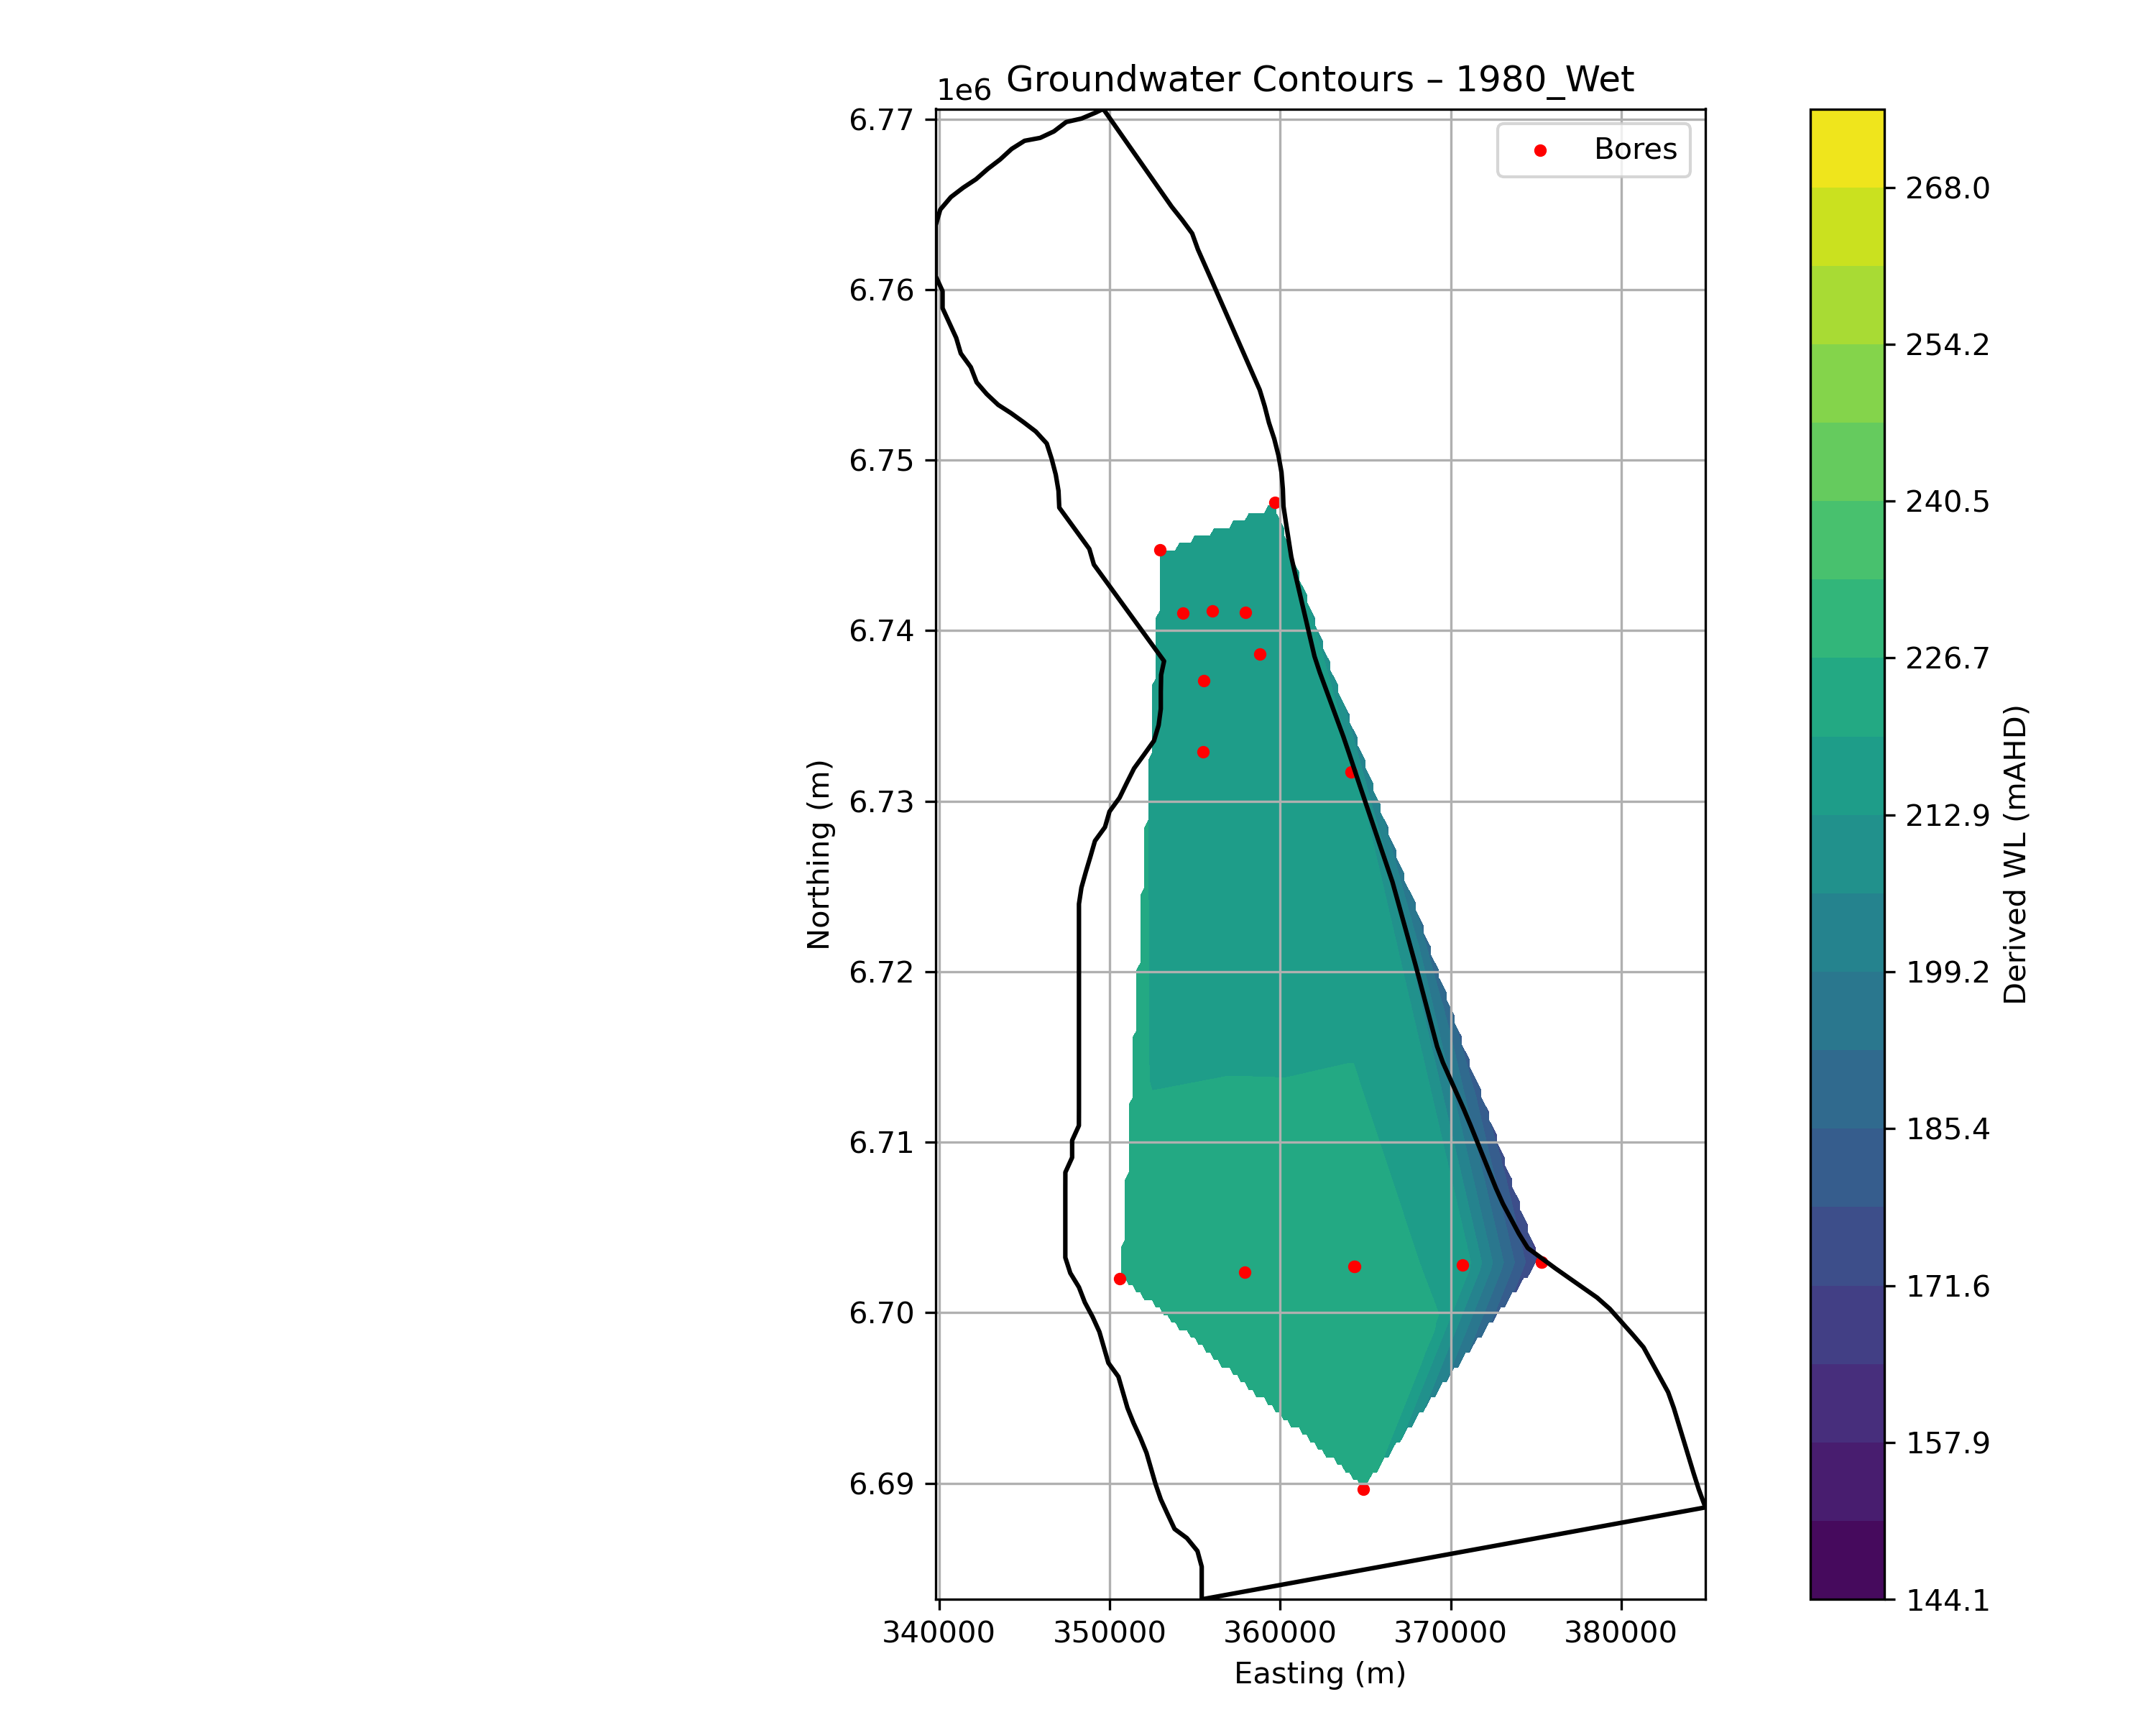 Groundwater Contours – 1980_Wet
1e6
Bores
6.77
6.76
6.75
6.74
6.73
6.72
6.71
6.70
6.69
Northing (m)
340000 350000 360000 370000 380000
Easting (m)
268.0
254.2
240.5
226.7
212.9
199.2
185.4
171.6
157.9
144.1
Derived WL (mAHD)